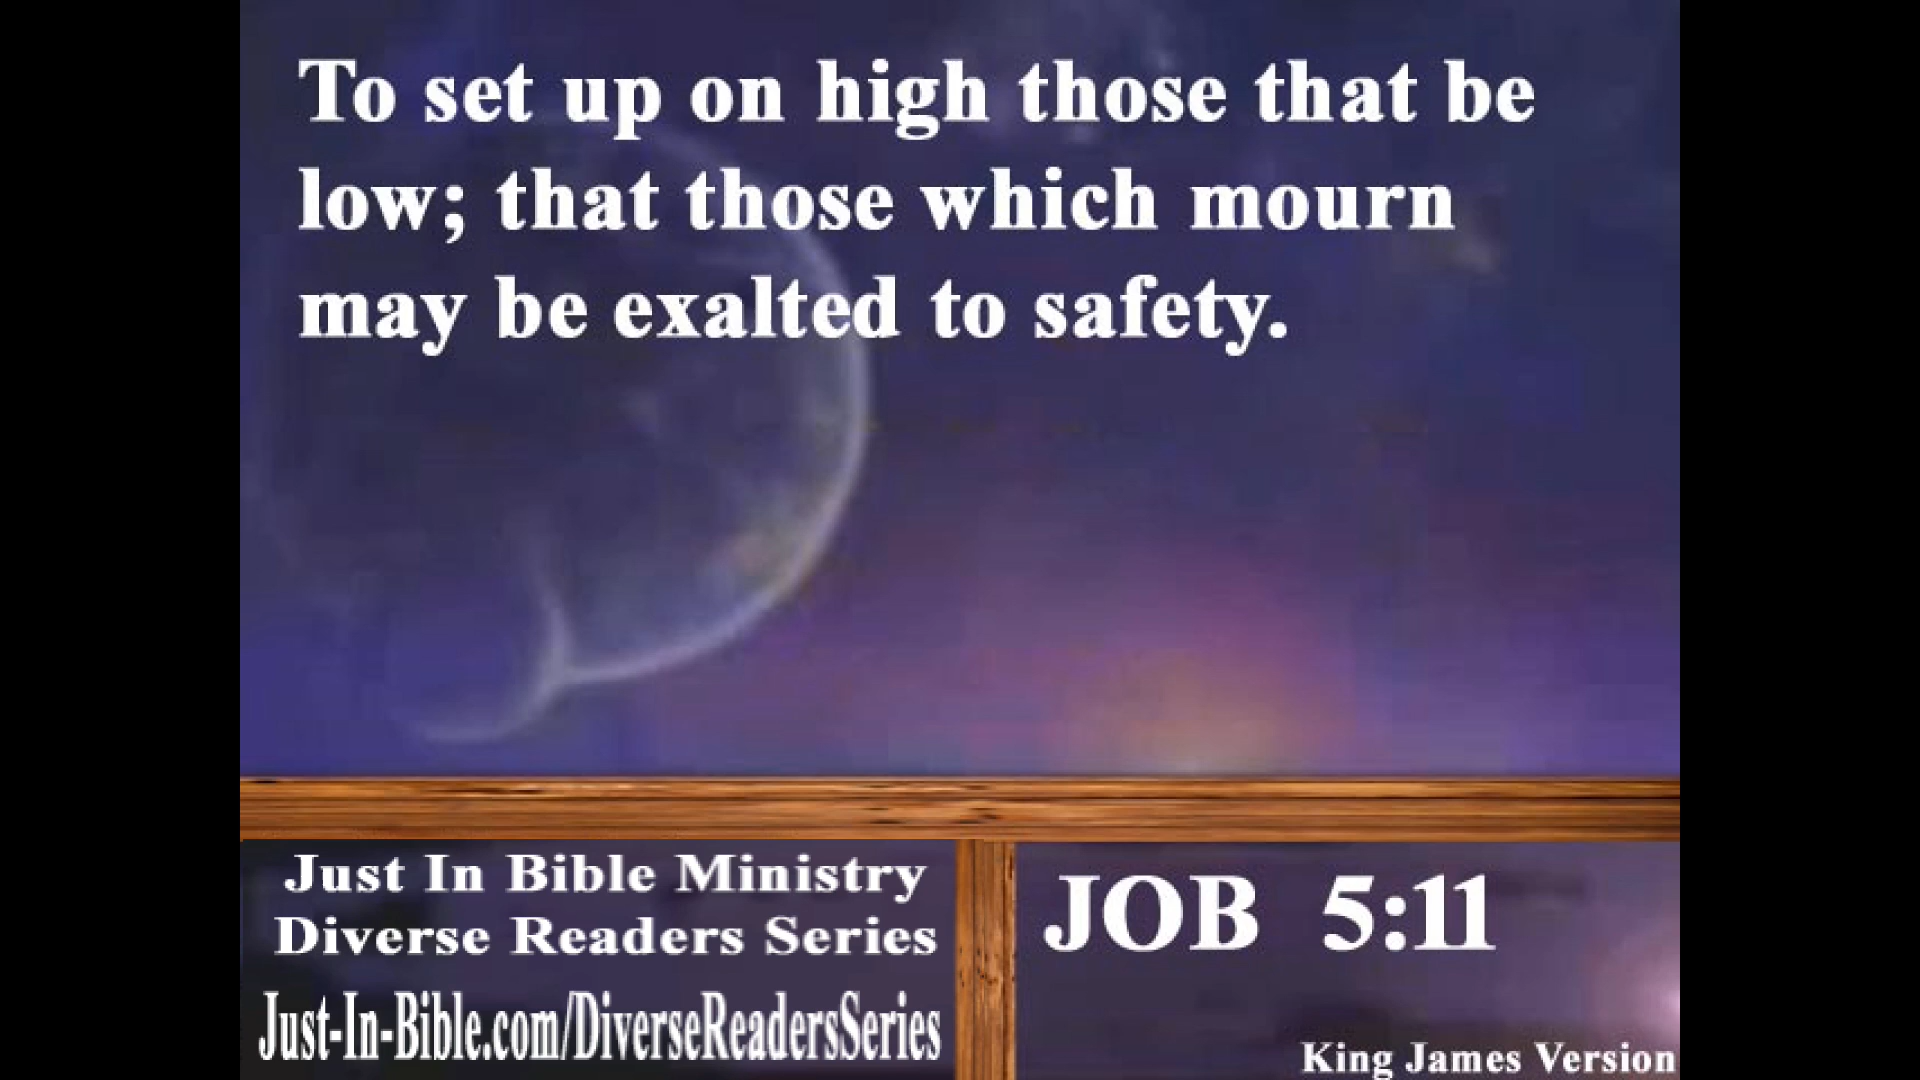 To set up on high those that be
low; that those which mourn
may be exalted to safety.
Just In Bible Ministry
Diverse Readers Series
Just-In-Bible.com/DiverseReadersSeries
JOB 5:11
King James Version